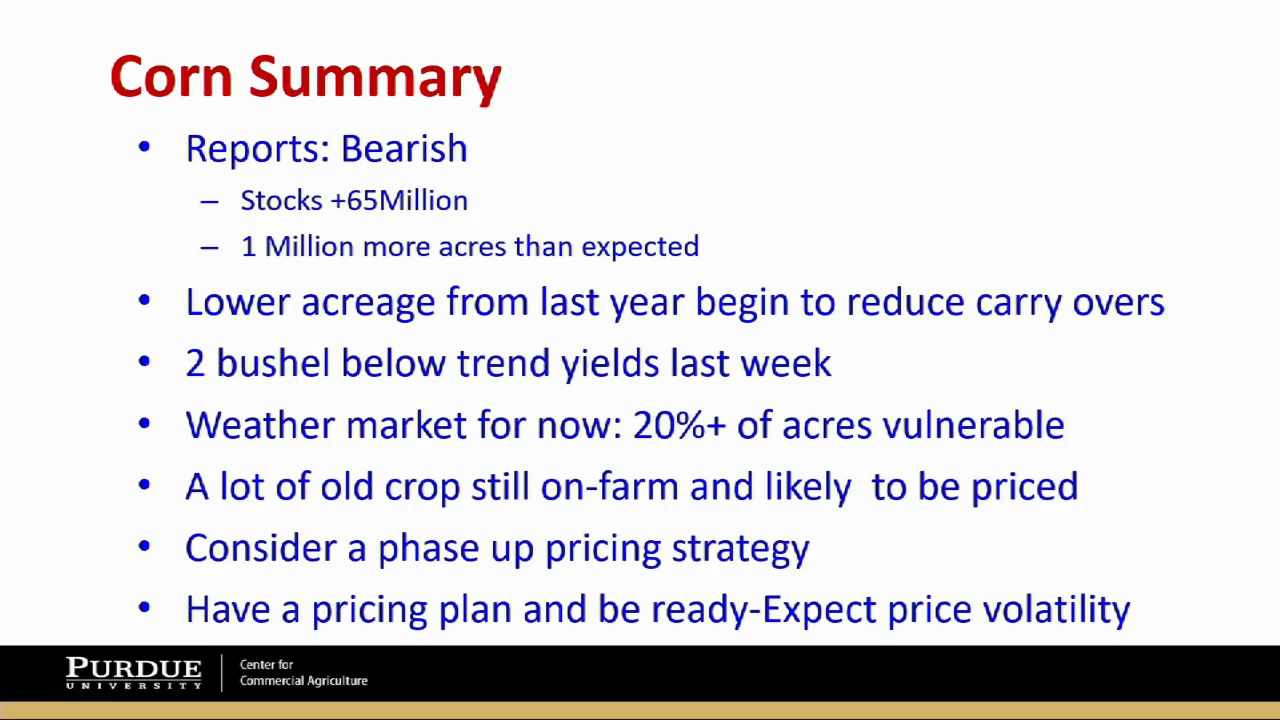 Corn Summary
• Reports: Bearish
– Stocks +65Million
– 1 Million more acres than expected
• Lower acreage from last year begin to reduce carry overs
• 2 bushel below trend yields last week
• Weather market for now: 20%+ of acres vulnerable
• A lot of old crop still on-farm and likely  to be priced
• Consider a phase up pricing strategy
• Have a pricing plan and be ready-Expect price volatility
PURDUE
UNIVERSITY
Center for
Commercial Agriculture